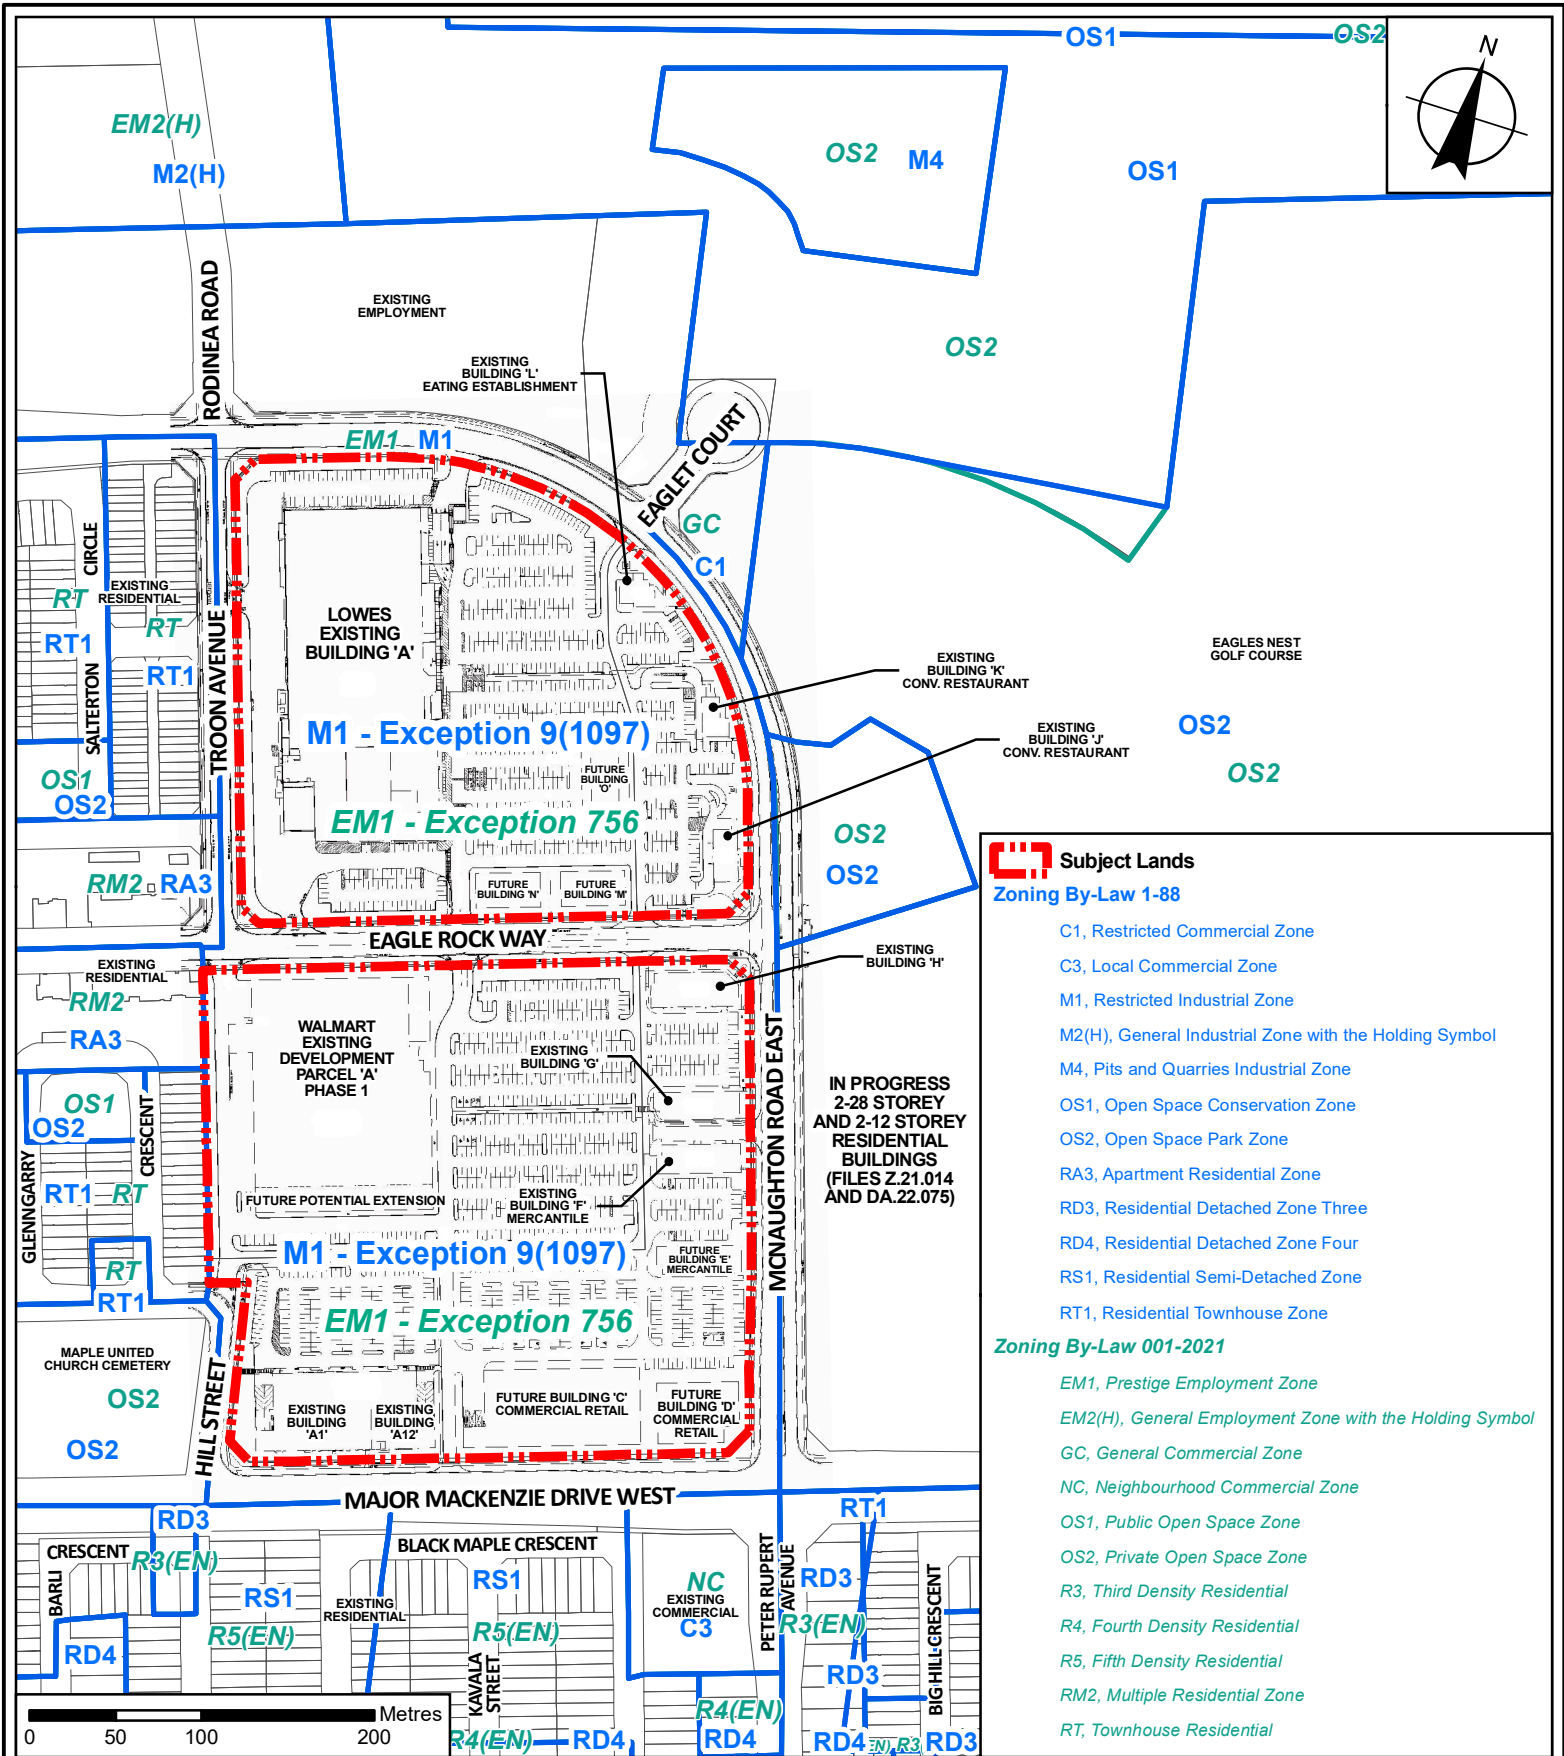 OS1
OS2
N
EM2(H)
M2(H)
OS2
M4
OS1
RODINEA ROAD
EXISTING
EMPLOYMENT
OS2
EXISTING
BUILDING 'L'
EATING ESTABLISHMENT
EM1
M1
EAGLET COURT
GC
C1
CIRCLE
SALTERTON
RT
EXISTING
RESIDENTIAL
RT
RT1
RT1
TROON AVENUE
LOWES
EXISTING
BUILDING 'A'
EXISTING
BUILDING 'K'
CONV. RESTAURANT
EAGLES NEST
GOLF COURSE
M1 - Exception 9(1097)
EXISTING
BUILDING 'J'
CONV. RESTAURANT
OS2
OS2
OS1
OS2
FUTURE
BUILDING
'O'
EM1 - Exception 756
OS2
OS2
RM2
RA3
FUTURE
BUILDING 'N'
FUTURE
BUILDING 'M'
EAGLE ROCK WAY
EXISTING
BUILDING 'H'
EXISTING
RESIDENTIAL
RM2
RA3
WALMART
EXISTING
DEVELOPMENT
PARCEL 'A'
PHASE 1
EXISTING
BUILDING 'G'
MCNAUGHTON ROAD EAST
IN PROGRESS
2-28 STOREY
AND 2-12 STOREY
RESIDENTIAL
BUILDINGS
(FILES Z.21.014
AND DA.22.075)
OS1
OS2
CRESCENT
GLENNGARRY
RT1
RT
FUTURE POTENTIAL EXTENSION
EXISTING
BUILDING 'F'
MERCANTILE
M1 - Exception 9(1097)
FUTURE
BUILDING 'E'
MERCANTILE
RT
RT1
EM1 - Exception 756
MAPLE UNITED
CHURCH CEMETERY
OS2
OS2
HILL STREET
EXISTING
BUILDING
'A1'
EXISTING
BUILDING
'A12'
FUTURE BUILDING 'C'
COMMERCIAL RETAIL
FUTURE
BUILDING 'D'
COMMERCIAL
RETAIL
MAJOR MACKENZIE DRIVE WEST
RD3
RT1
CRESCENT
BARLI
R3(EN)
BLACK MAPLE CRESCENT
RS1
RS1
EXISTING
RESIDENTIAL
R5(EN)
R5(EN)
NC
EXISTING
COMMERCIAL
C3
PETER RUPERT
AVENUE
RD3
R3(EN)
RD3
BIG HILL CRESCENT
RD4
KAVALA
STREET
R4(EN)
RD4
R4(EN)
RD4
RD4
EN)
R3
RD3
Metres
0 50 100 200
Subject Lands
Zoning By-Law 1-88
C1, Restricted Commercial Zone
C3, Local Commercial Zone
M1, Restricted Industrial Zone
M2(H), General Industrial Zone with the Holding Symbol
M4, Pits and Quarries Industrial Zone
OS1, Open Space Conservation Zone
OS2, Open Space Park Zone
RA3, Apartment Residential Zone
RD3, Residential Detached Zone Three
RD4, Residential Detached Zone Four
RS1, Residential Semi-Detached Zone
RT1, Residential Townhouse Zone
Zoning By-Law 001-2021
EM1, Prestige Employment Zone
EM2(H), General Employment Zone with the Holding Symbol
GC, General Commercial Zone
NC, Neighbourhood Commercial Zone
OS1, Public Open Space Zone
OS2, Private Open Space Zone
R3, Third Density Residential
R4, Fourth Density Residential
R5, Fifth Density Residential
RM2, Multiple Residential Zone
RT, Townhouse Residential